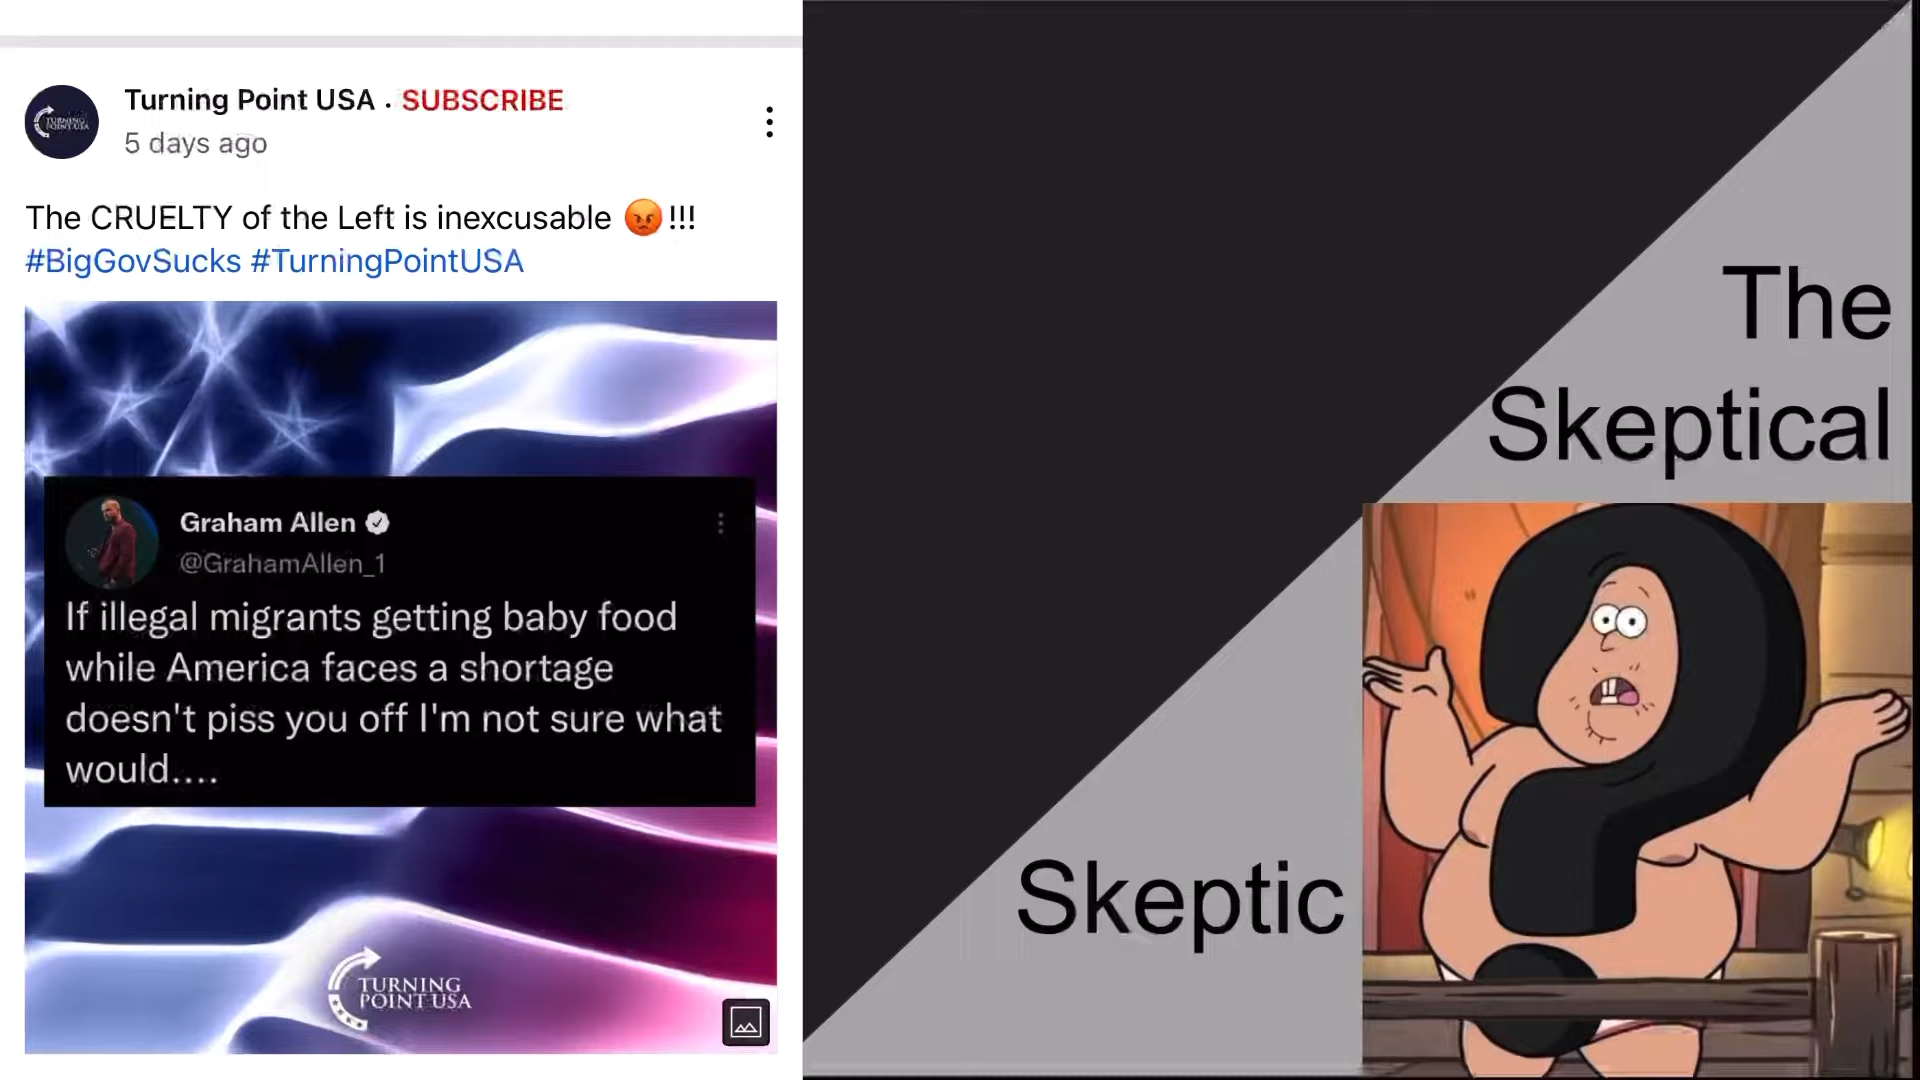 Turning Point USA · SUBSCRIBE
5 days ago
The CRUELTY of the Left is inexcusable 😡!!!
#BigGovSucks #TurningPointUSA
Graham Allen
@GrahamAllen_1
If illegal migrants getting baby food
while America faces a shortage
doesn't piss you off I'm not sure what
would....
TURNING
POINT USA
The
Skeptical
Skeptic